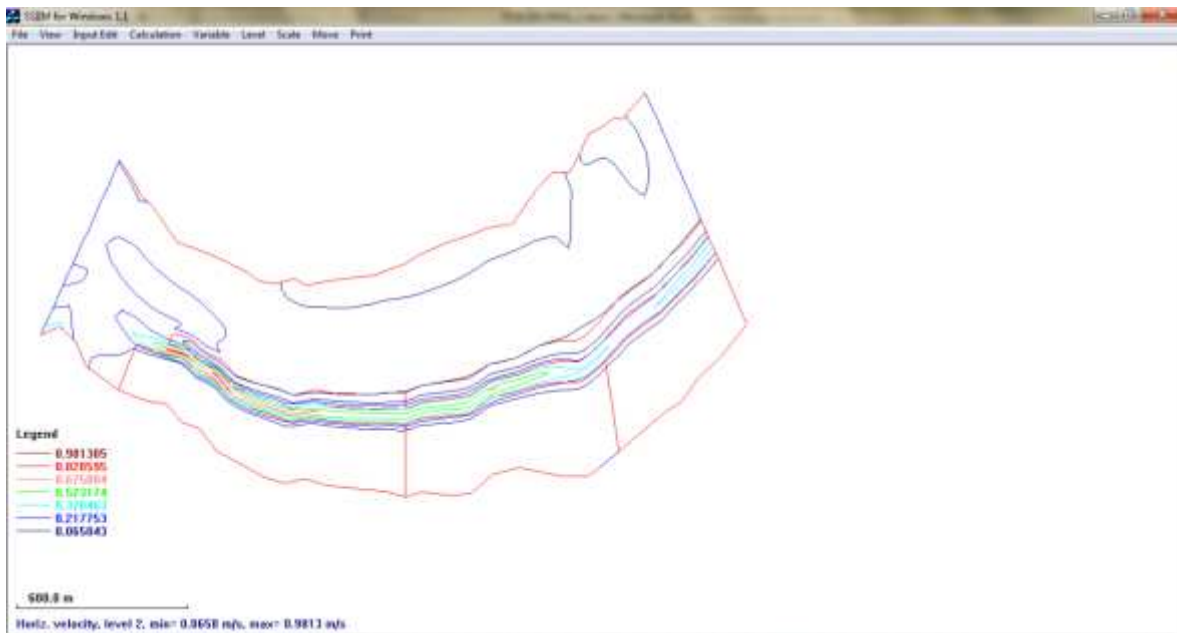 SSIIM for Windows 1.1
File View Input Edit Calculation Variable Level Scale Move Print
Legend
0.981305
0.828595
0.675884
0.523174
0.217753
0.065043
600.0 m
Horiz. velocity, level 2, min= 0.0650 m/s, max= 0.9813 m/s